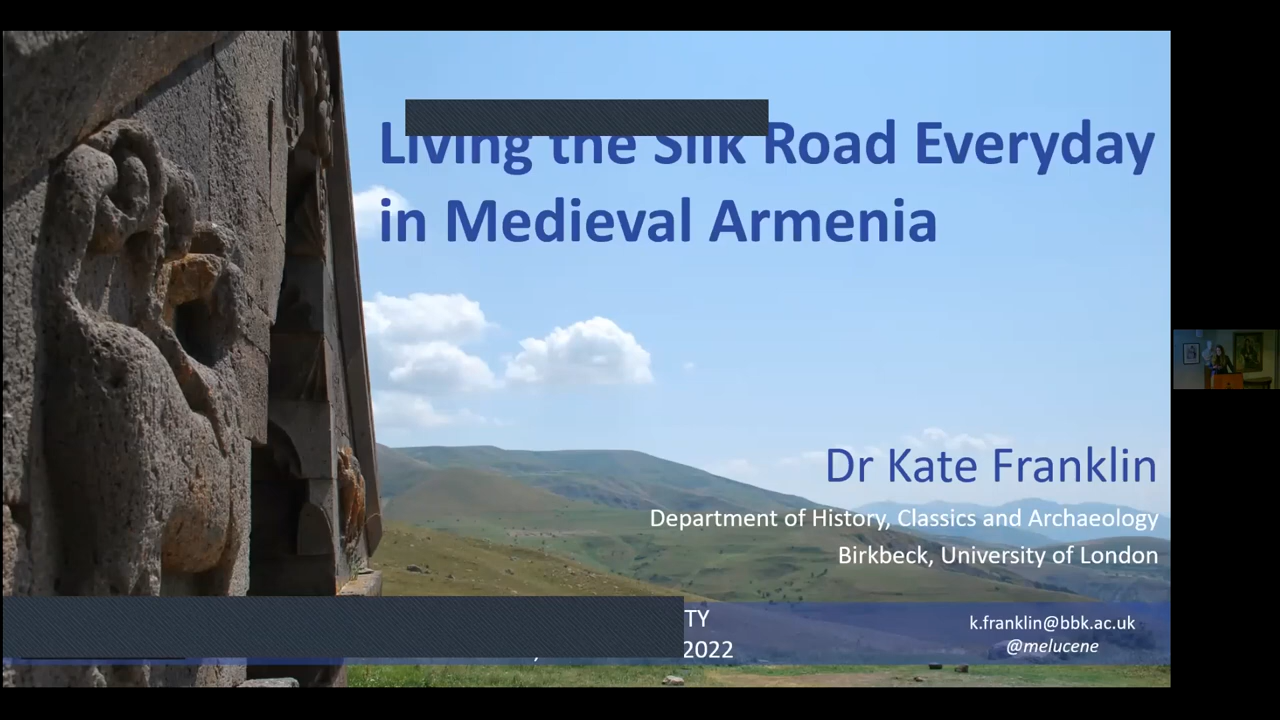 Living the Silk Road Everyday
in Medieval Armenia
Dr Kate Franklin
Department of History, Classics and Archaeology
Birkbeck, University of London
2022
k.franklin@bbk.ac.uk
@melucene